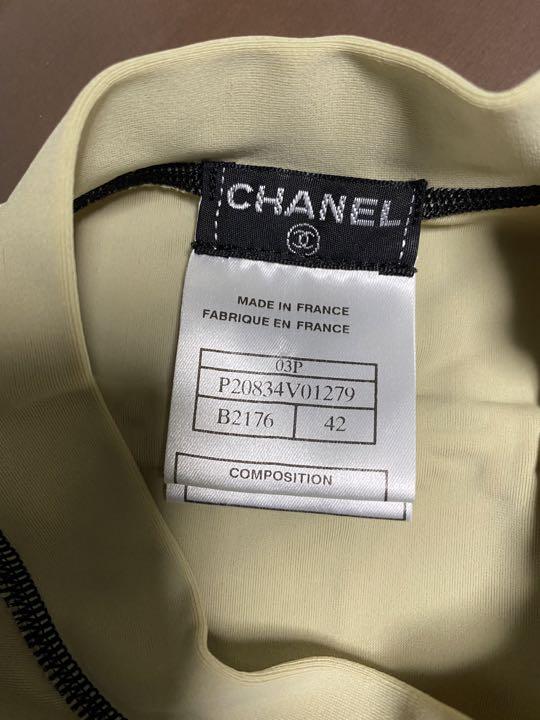 CHANEL
MADE IN FRANCE
FABRIQUE EN FRANCE
03P
P20834V01279
B2176 42
COMPOSITION